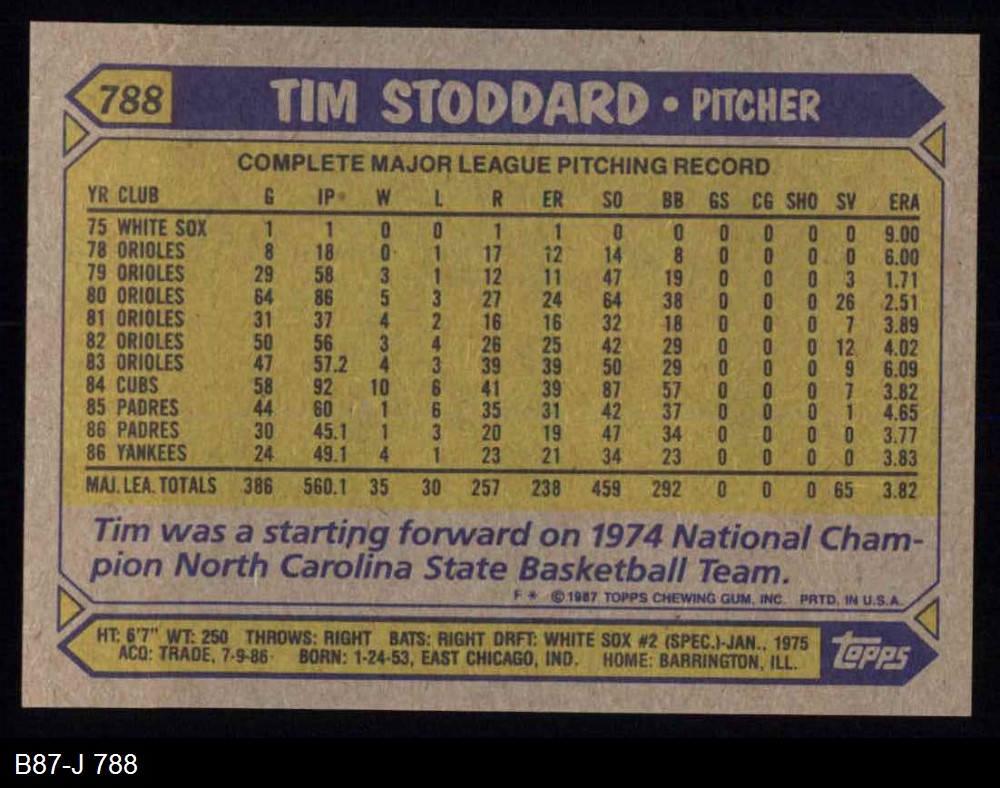 788 TIM STODDARD • PITCHER
COMPLETE MAJOR LEAGUE PITCHING RECORD
YR CLUB G IP W L R ER SO BB GS CG SHO SV ERA
75 WHITE SOX 1 1 0 0 1 1 0 0 0 0 0 0 9.00
78 ORIOLES 8 18 0 1 17 12 14 8 0 0 0 0 6.00
79 ORIOLES 29 58 3 1 12 11 47 19 0 0 0 3 1.71
80 ORIOLES 64 86 5 3 27 24 64 38 0 0 0 26 2.51
81 ORIOLES 31 37 4 2 16 16 32 18 0 0 0 7 3.89
82 ORIOLES 50 56 3 4 26 25 42 29 0 0 0 12 4.02
83 ORIOLES 47 57.2 4 3 39 39 50 29 0 0 0 9 6.09
84 CUBS 58 92 10 6 41 39 87 57 0 0 0 7 3.82
85 PADRES 44 60 1 6 35 31 42 37 0 0 0 1 4.65
86 PADRES 30 45.1 1 3 20 19 47 34 0 0 0 0 3.77
86 YANKEES 24 49.1 4 1 23 21 34 23 0 0 0 0 3.83
MAJ. LEA. TOTALS 386 560.1 35 30 257 238 459 292 0 0 0 65 3.82
Tim was a starting forward on 1974 National Cham-
pion North Carolina State Basketball Team.
F * © 1987 TOPPS CHEWING GUM, INC. PRTD. IN U.S.A.
HT: 6'7" WT: 250 THROWS: RIGHT BATS: RIGHT DRFT: WHITE SOX #2 (SPEC.)-JAN., 1975
ACQ: TRADE, 7-9-86 BORN: 1-24-53, EAST CHICAGO, IND. HOME: BARRINGTON, ILL.
topps
B87-J 788